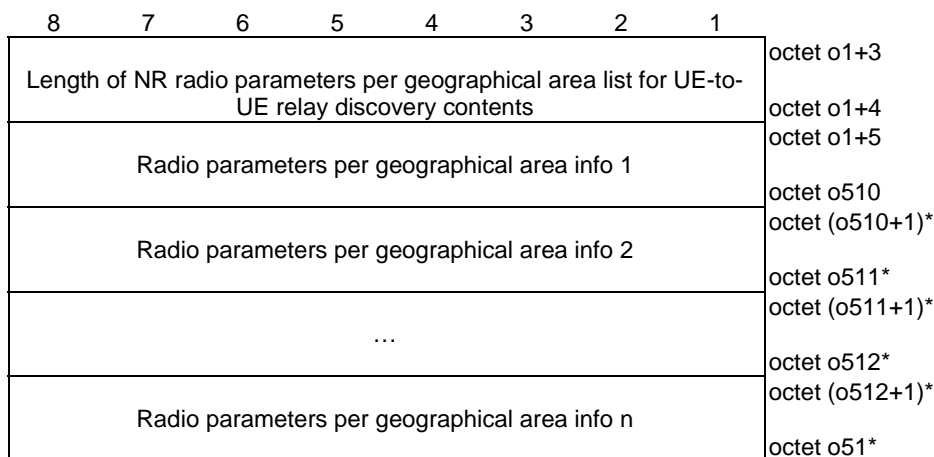 8 7 6 5 4 3 2 1
octet o1+3
Length of NR radio parameters per geographical area list for UE-to-
UE relay discovery contents
octet o1+4
octet o1+5
Radio parameters per geographical area info 1
octet o510
octet (o510+1)*
Radio parameters per geographical area info 2
octet o511*
octet (o511+1)*
…
octet o512*
octet (o512+1)*
Radio parameters per geographical area info n
octet o51*